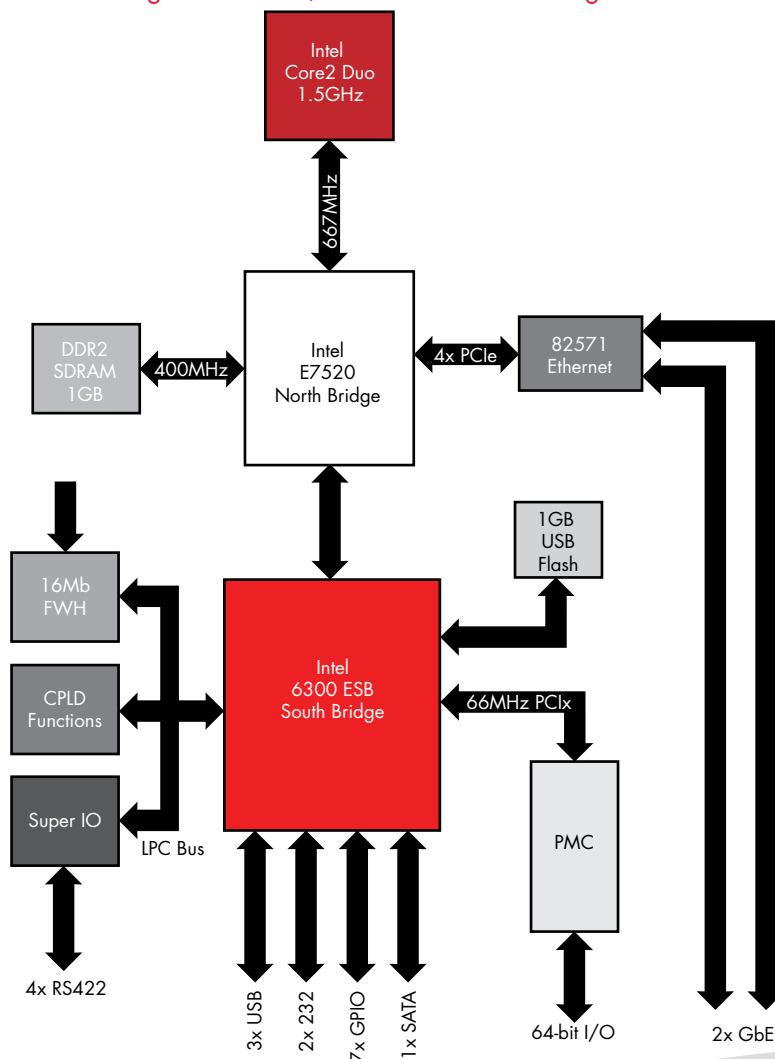 Intel
Core2 Duo
1.5GHz
667MHz
DDR2
SDRAM
1GB
400MHz
Intel
E7520
North Bridge
4x PCIe
82571
Ethernet
16Mb
FWH
1GB
USB
Flash
CPLD
Functions
Intel
6300 ESB
South Bridge
66MHz PCIx
Super IO
LPC Bus
PMC
4x RS422
3x USB
2x 232
7x GPIO
1x SATA
64-bit I/O
2x GbE